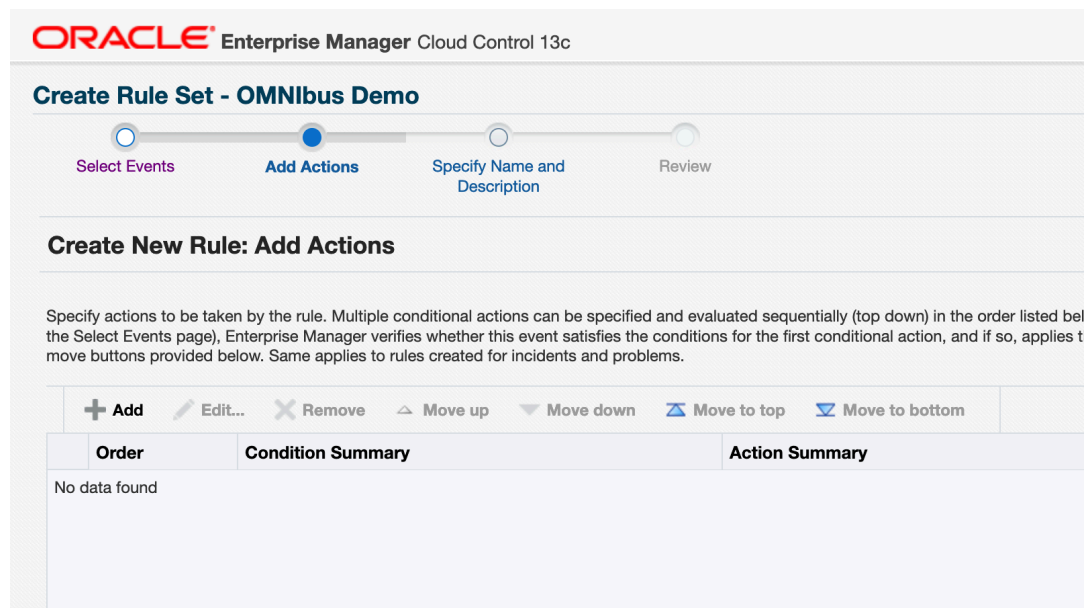 ORACLE® Enterprise Manager Cloud Control 13c
Create Rule Set - OMNIbus Demo
Select Events
Add Actions
Specify Name and
Description
Review
Create New Rule: Add Actions
Specify actions to be taken by the rule. Multiple conditional actions can be specified and evaluated sequentially (top down) in the order listed
the Select Events page), Enterprise Manager verifies whether this event satisfies the conditions for the first conditional action, and if so, applies
move buttons provided below. Same applies to rules created for incidents and problems.
Add Edit... Remove Move up Move down Move to top Move to bottom
Order Condition Summary Action Summary
No data found